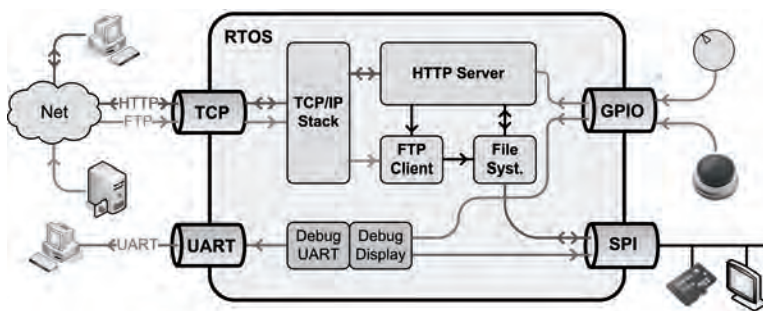 RTOS
HTTP Server
TCP/IP
Stack
Net
HTTP
FTP
TCP
GPIO
FTP
Client
File
Syst.
UART
UART
Debug
UART
Debug
Display
SPI